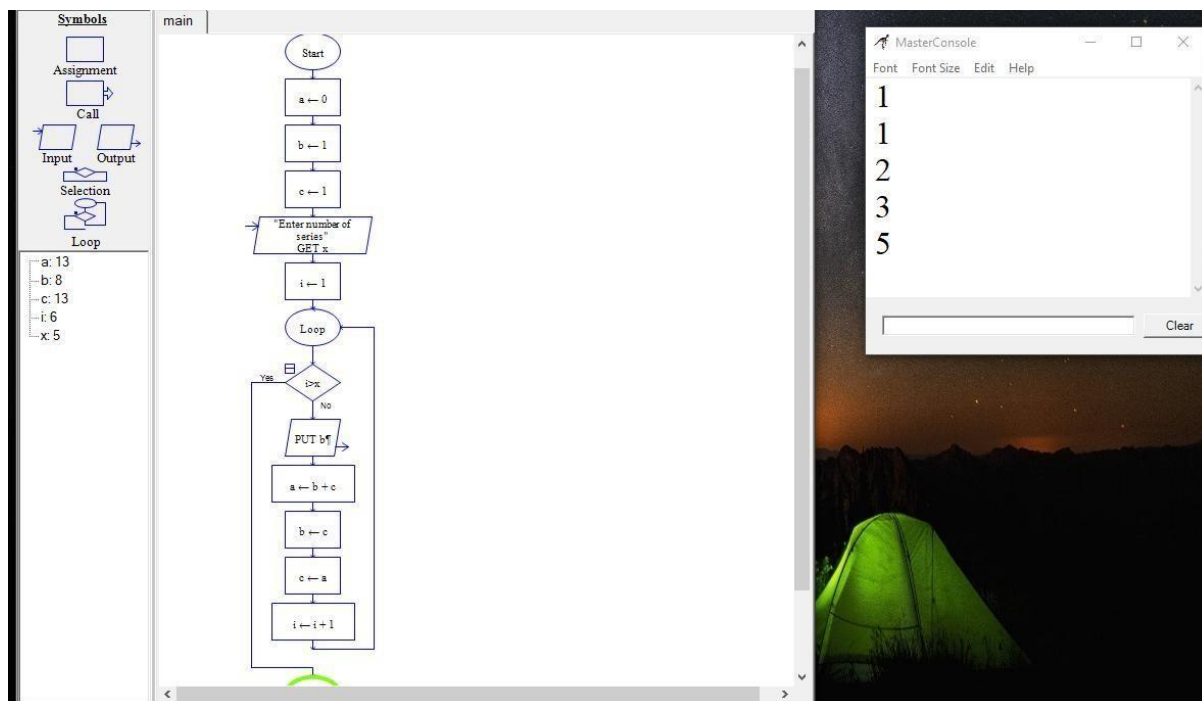 Symbols
Assignment
Call
Input Output
Selection
Loop
a: 13
b: 8
c: 13
i: 6
x: 5
main
Start
a ← 0
b ← 1
c ← 1
"Enter number of
series"
GET x
i ← 1
Loop
Yes
i>x
No
PUT b¶
a ← b + c
b ← c
c ← a
i ← i + 1
MasterConsole
Font Font Size Edit Help
1
1
2
3
5
Clear